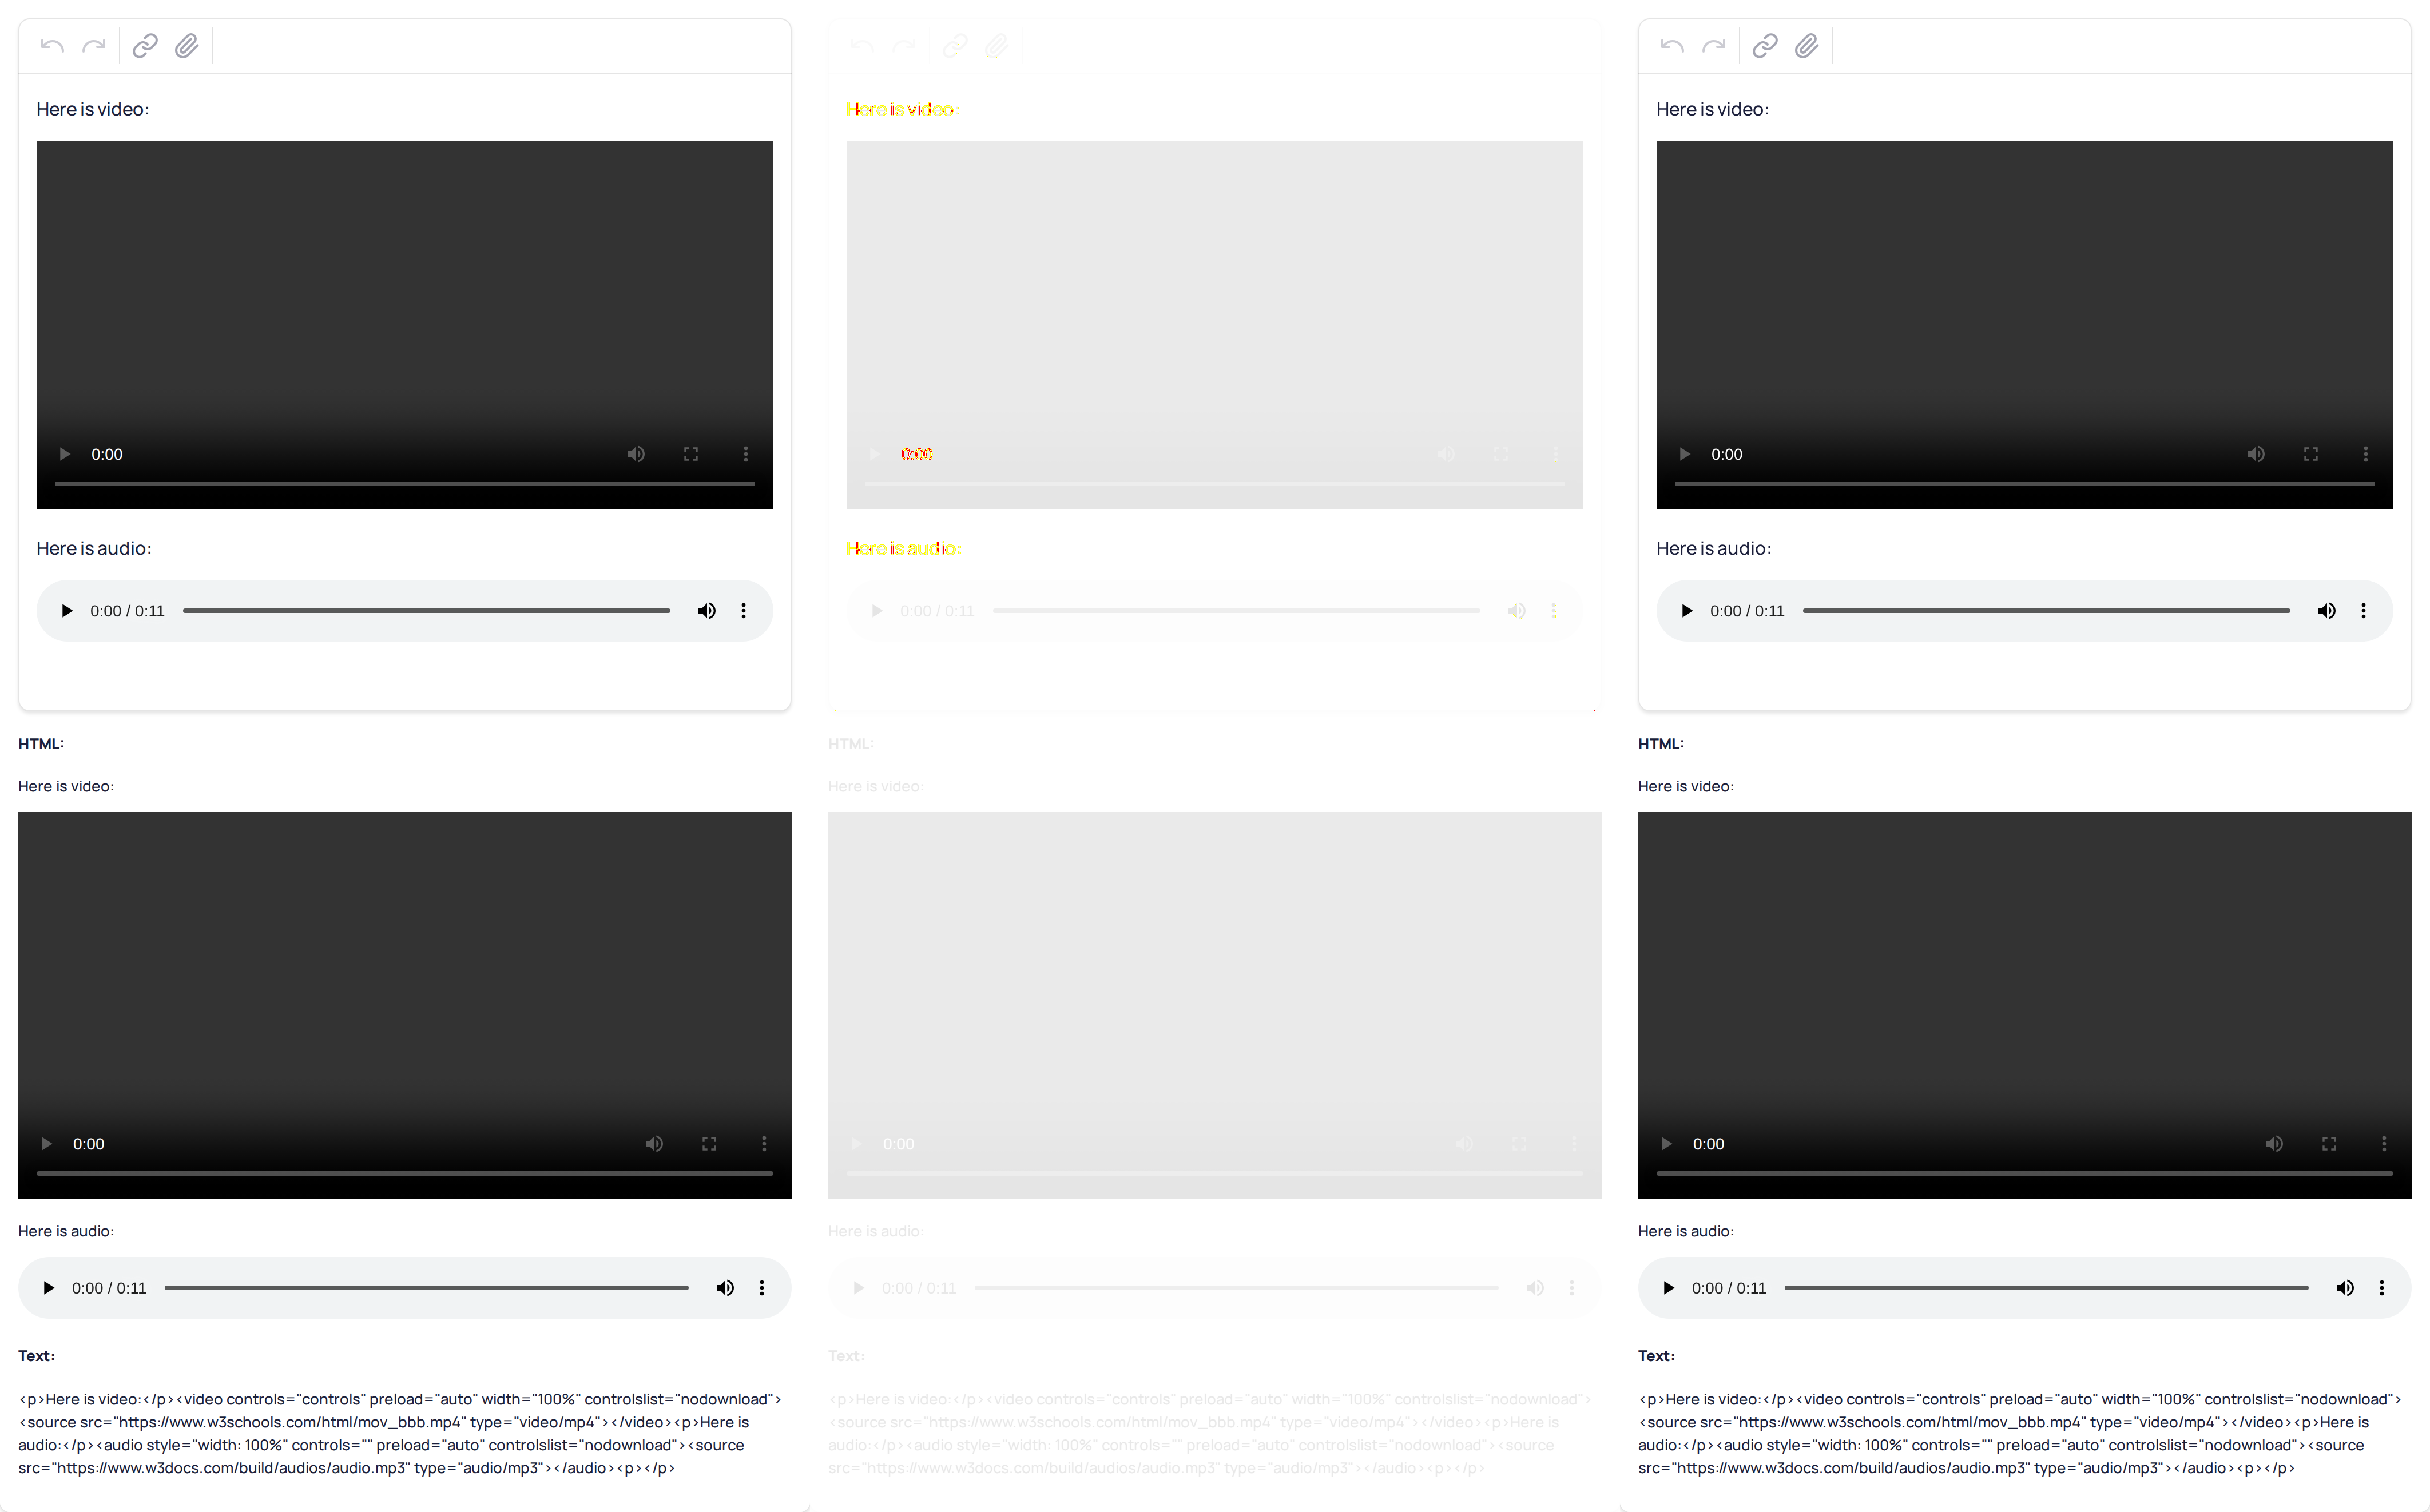 Here is video:
0:00
Here is audio:
0:00 / 0:11
HTML:
Here is video:
0:00
Here is audio:
0:00 / 0:11
Text:
<p>Here is video:</p><video controls="controls" preload="auto" width="100%" controlslist="nodownload">
<source src="https://www.w3schools.com/html/mov_bbb.mp4" type="video/mp4"></video><p>Here is
audio:</p><audio style="width: 100%" controls="" preload="auto" controlslist="nodownload"><source
src="https://www.w3docs.com/build/audios/audio.mp3" type="audio/mp3"></audio><p></p>
Here is video:
0:00
Here is audio:
0:00 / 0:11
HTML:
Here is video:
0:00
Here is audio:
0:00 / 0:11
Text:
<p>Here is video:</p><video controls="controls" preload="auto" width="100%" controlslist="nodownload">
<source src="https://www.w3schools.com/html/mov_bbb.mp4" type="video/mp4"></video><p>Here is
audio:</p><audio style="width: 100%" controls="" preload="auto" controlslist="nodownload"><source
src="https://www.w3docs.com/build/audios/audio.mp3" type="audio/mp3"></audio><p></p>
Here is video:
0:00
Here is audio:
0:00 / 0:11
HTML:
Here is video:
0:00
Here is audio:
0:00 / 0:11
Text:
<p>Here is video:</p><video controls="controls" preload="auto" width="100%" controlslist="nodownload">
<source src="https://www.w3schools.com/html/mov_bbb.mp4" type="video/mp4"></video><p>Here is
audio:</p><audio style="width: 100%" controls="" preload="auto" controlslist="nodownload"><source
src="https://www.w3docs.com/build/audios/audio.mp3" type="audio/mp3"></audio><p></p>